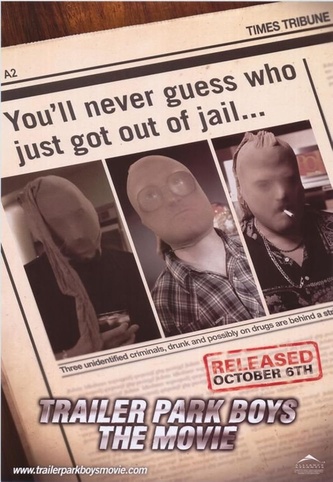 TIMES TRIBUNE
A2
You'll never guess who
just got out of jail...
Three unidentified criminals, drunk and possibly on drugs are behind a
RELEASED
OCTOBER 6TH
TRAILER PARK BOYS
THE MOVIE
www.trailerparkboysmovie.com
ALLIANCE